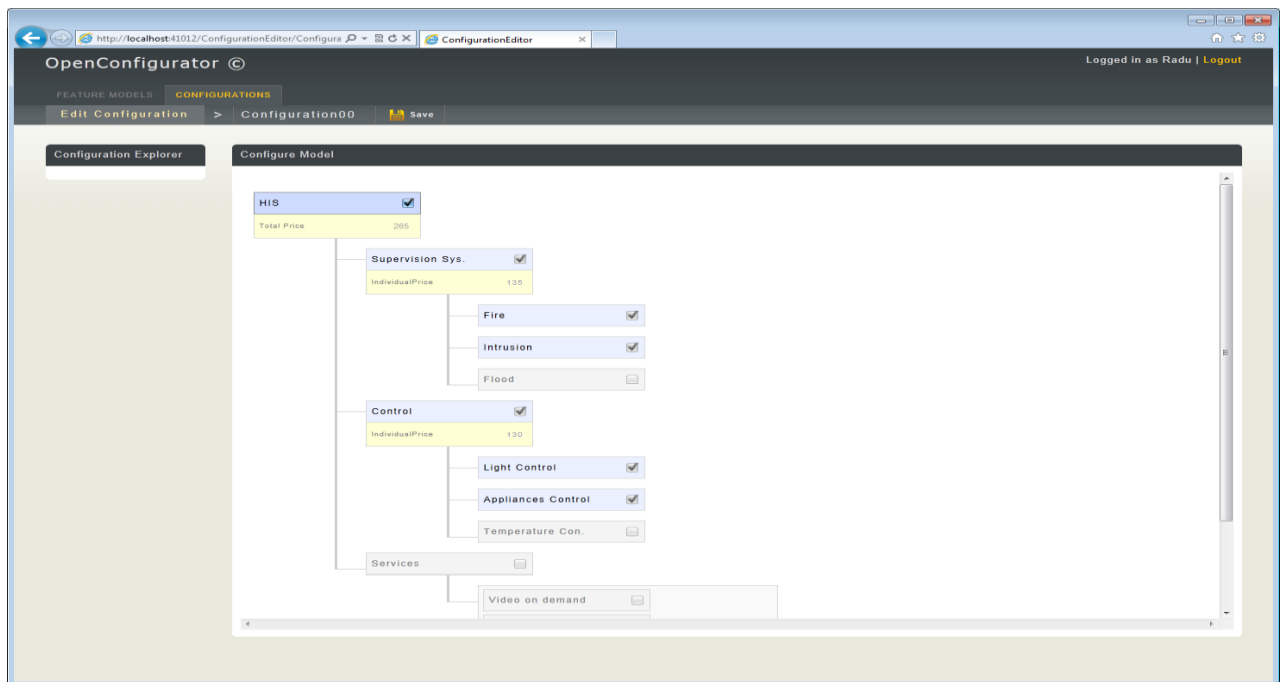 http://localhost:41012/ConfigurationEditor/Configura
ConfigurationEditor
OpenConfigurator ©
Logged in as Radu | Logout
FEATURE MODELS CONFIGURATIONS
Edit Configuration > Configuration00 Save
Configuration Explorer
Configure Model
HIS
Total Price 265
Supervision Sys.
IndividualPrice 135
Fire
Intrusion
Flood
Control
IndividualPrice 130
Light Control
Appliances Control
Temperature Con.
Services
Video on demand